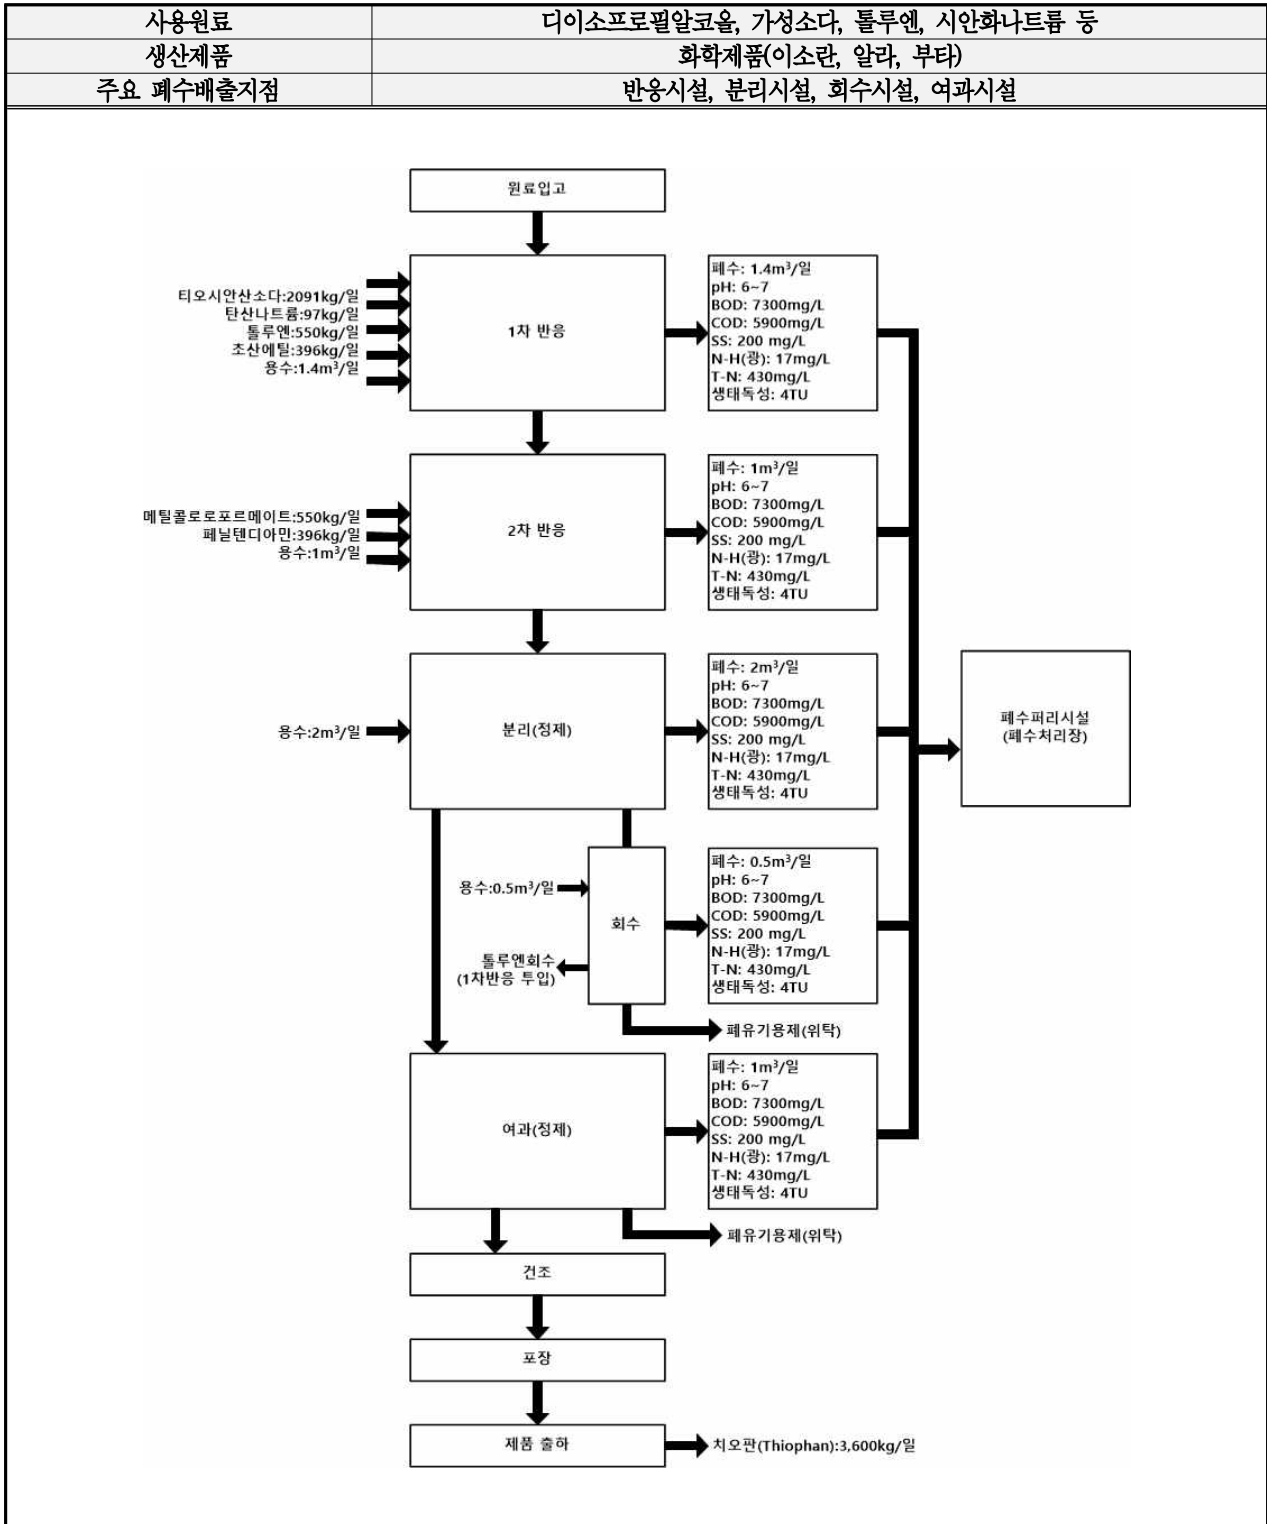 사용원료 디이소프로필알코올, 가성소다, 톨루엔, 시안화나트륨 등
생산제품 화학제품(이소란, 알라, 부타)
주요 폐수배출지점 반응시설, 분리시설, 회수시설, 여과시설
원료입고
티오시안산소다:2091kg/일
탄산나트륨:97kg/일
톨루엔:550kg/일
초산에틸:396kg/일
용수:1.4m³/일
1차 반응
폐수: 1.4m³/일
pH: 6~7
BOD: 7300mg/L
COD: 5900mg/L
SS: 200 mg/L
N-H(광): 17mg/L
T-N: 430mg/L
생태독성: 4TU
메틸콜로로포르메이트:550kg/일
페닐텐디아민:396kg/일
용수:1m³/일
2차 반응
폐수: 1m³/일
pH: 6~7
BOD: 7300mg/L
COD: 5900mg/L
SS: 200 mg/L
N-H(광): 17mg/L
T-N: 430mg/L
생태독성: 4TU
용수:2m³/일
분리(정제)
폐수: 2m³/일
pH: 6~7
BOD: 7300mg/L
COD: 5900mg/L
SS: 200 mg/L
N-H(광): 17mg/L
T-N: 430mg/L
생태독성: 4TU
폐수퍼리시설
(폐수처리장)
용수:0.5m³/일
회수
톨루엔회수
(1차반응 투입)
폐수: 0.5m³/일
pH: 6~7
BOD: 7300mg/L
COD: 5900mg/L
SS: 200 mg/L
N-H(광): 17mg/L
T-N: 430mg/L
생태독성: 4TU
폐유기용제(위탁)
여과(정제)
폐수: 1m³/일
pH: 6~7
BOD: 7300mg/L
COD: 5900mg/L
SS: 200 mg/L
N-H(광): 17mg/L
T-N: 430mg/L
생태독성: 4TU
폐유기용제(위탁)
건조
포장
제품 출하
치오판(Thiophan):3,600kg/일